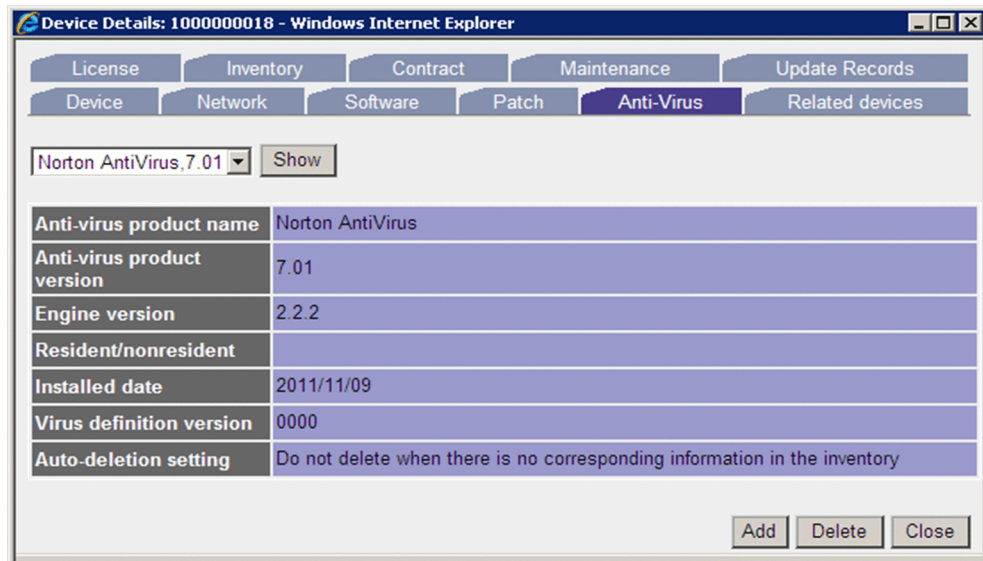 Device Details: 1000000018 - Windows Internet Explorer
License Inventory Contract Maintenance Update Records
Device Network Software Patch Anti-Virus Related devices
Norton AntiVirus,7.01 Show
Anti-virus product name Norton AntiVirus
Anti-virus product
version 7.01
Engine version 2.2.2
Resident/nonresident
Installed date 2011/11/09
Virus definition version 0000
Auto-deletion setting Do not delete when there is no corresponding information in the inventory
Add Delete Close